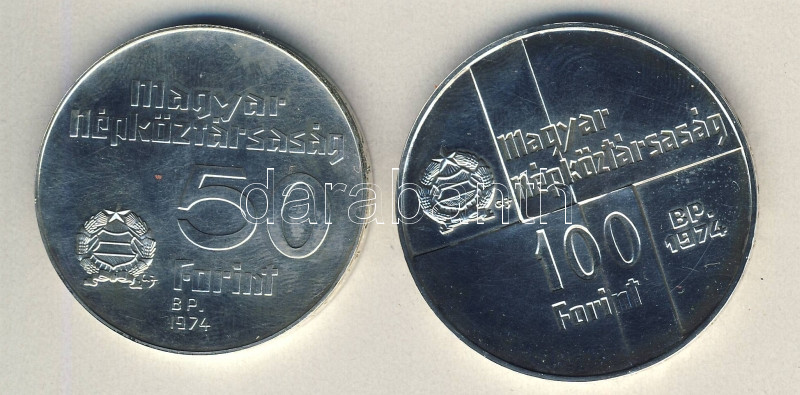 Magyar
Népköztársaság
50
Forint
BP.
1974
Magyar
Népköztársaság
100
Forint
BP.
1974
darabanth